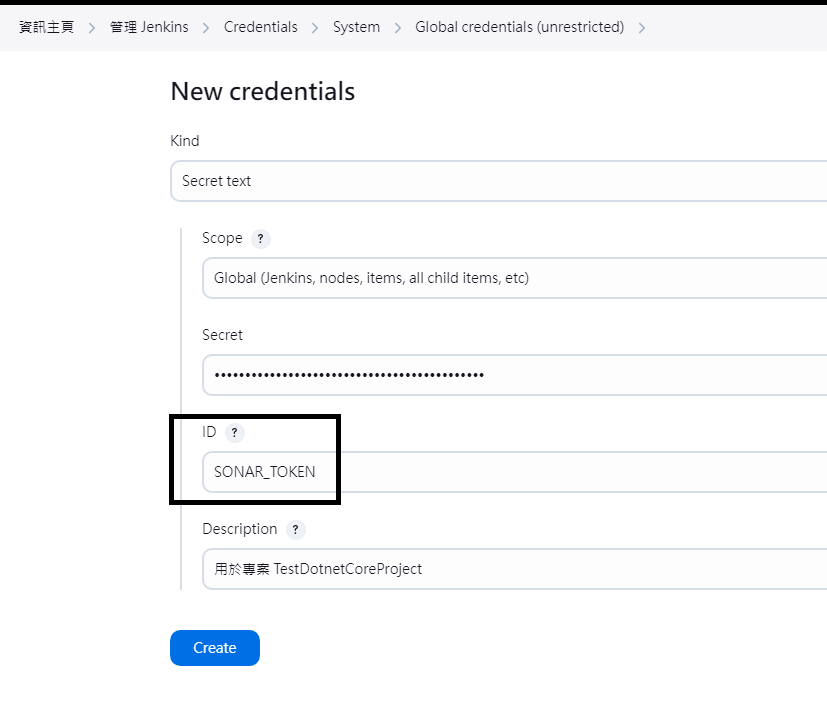 資訊主頁 > 管理 Jenkins > Credentials > System > Global credentials (unrestricted) >
New credentials
Kind
Secret text
Scope ?
Global (Jenkins, nodes, items, all child items, etc)
Secret
••••••••••••••••••••••••••••••••••••••••••••
ID ?
SONAR_TOKEN
Description ?
用於專案 TestDotnetCoreProject
Create